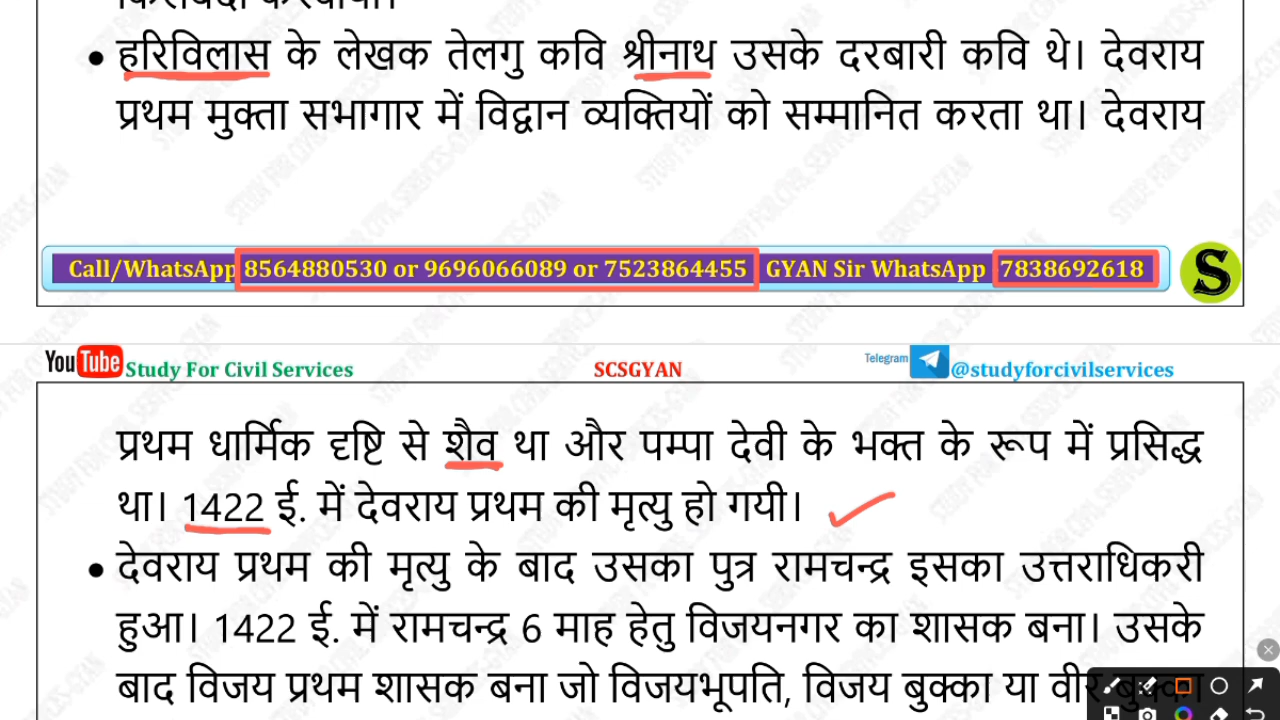 • हरिविलास के लेखक तेलगु कवि श्रीनाथ उसके दरबारी कवि थे। देवराय
प्रथम मुक्ता सभागार में विद्वान व्यक्तियों को सम्मानित करता था। देवराय
Call/WhatsApp 8564880530 or 9696066089 or 7523864455 GYAN Sir WhatsApp 7838692618 S
YouTube Study For Civil Services SCSGYAN Telegram @studyforcivilservices
प्रथम धार्मिक दृष्टि से शैव था और पम्पा देवी के भक्त के रूप में प्रसिद्ध
था। 1422 ई. में देवराय प्रथम की मृत्यु हो गयी।
• देवराय प्रथम की मृत्यु के बाद उसका पुत्र रामचन्द्र इसका उत्तराधिकरी
हुआ। 1422 ई. में रामचन्द्र 6 माह हेतु विजयनगर का शासक बना। उसके
बाद विजय प्रथम शासक बना जो विजयभूपति, विजय बुक्का या वीर बुक्का